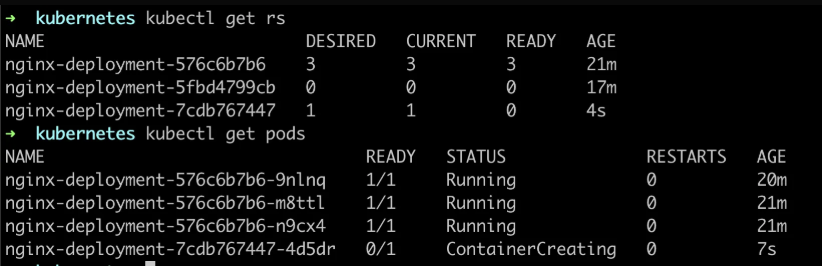 → kubernetes kubectl get rs
NAME DESIRED CURRENT READY AGE
nginx-deployment-576c6b7b6 3 3 3 21m
nginx-deployment-5fbd4799cb 0 0 0 17m
nginx-deployment-7cdb767447 1 1 0 4s
→ kubernetes kubectl get pods
NAME READY STATUS RESTARTS AGE
nginx-deployment-576c6b7b6-9nlnq 1/1 Running 0 20m
nginx-deployment-576c6b7b6-m8ttl 1/1 Running 0 21m
nginx-deployment-576c6b7b6-n9cx4 1/1 Running 0 21m
nginx-deployment-7cdb767447-4d5dr 0/1 ContainerCreating 0 7s
kubernetes